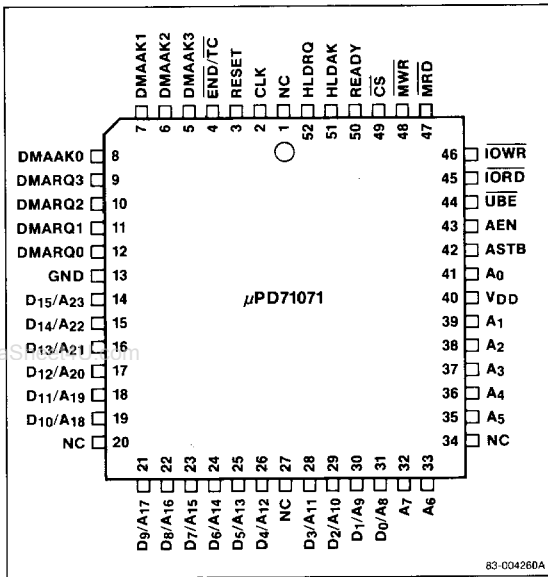 DMAAK1
DMAAK2
DMAAK3
END/TC
RESET
CLK
NC
HLDRQ
HLDAK
READY
CS
MWR
MRD
7 6 5 4 3 2 1 52 51 50 49 48 47
DMAAK0 8
DMARQ3 9
DMARQ2 10
DMARQ1 11
DMARQ0 12
GND 13
D15/A23 14
D14/A22 15
D13/A21 16
D12/A20 17
D11/A19 18
D10/A18 19
NC 20
μPD71071
46 IOWR
45 IORD
44 UBE
43 AEN
42 ASTB
41 A0
40 VDD
39 A1
38 A2
37 A3
36 A4
35 A5
34 NC
21 22 23 24 25 26 27 28 29 30 31 32 33
D9/A17
D8/A16
D7/A15
D6/A14
D5/A13
D4/A12
NC
D3/A11
D2/A10
D1/A9
D0/A8
A7
A6
83-004260A